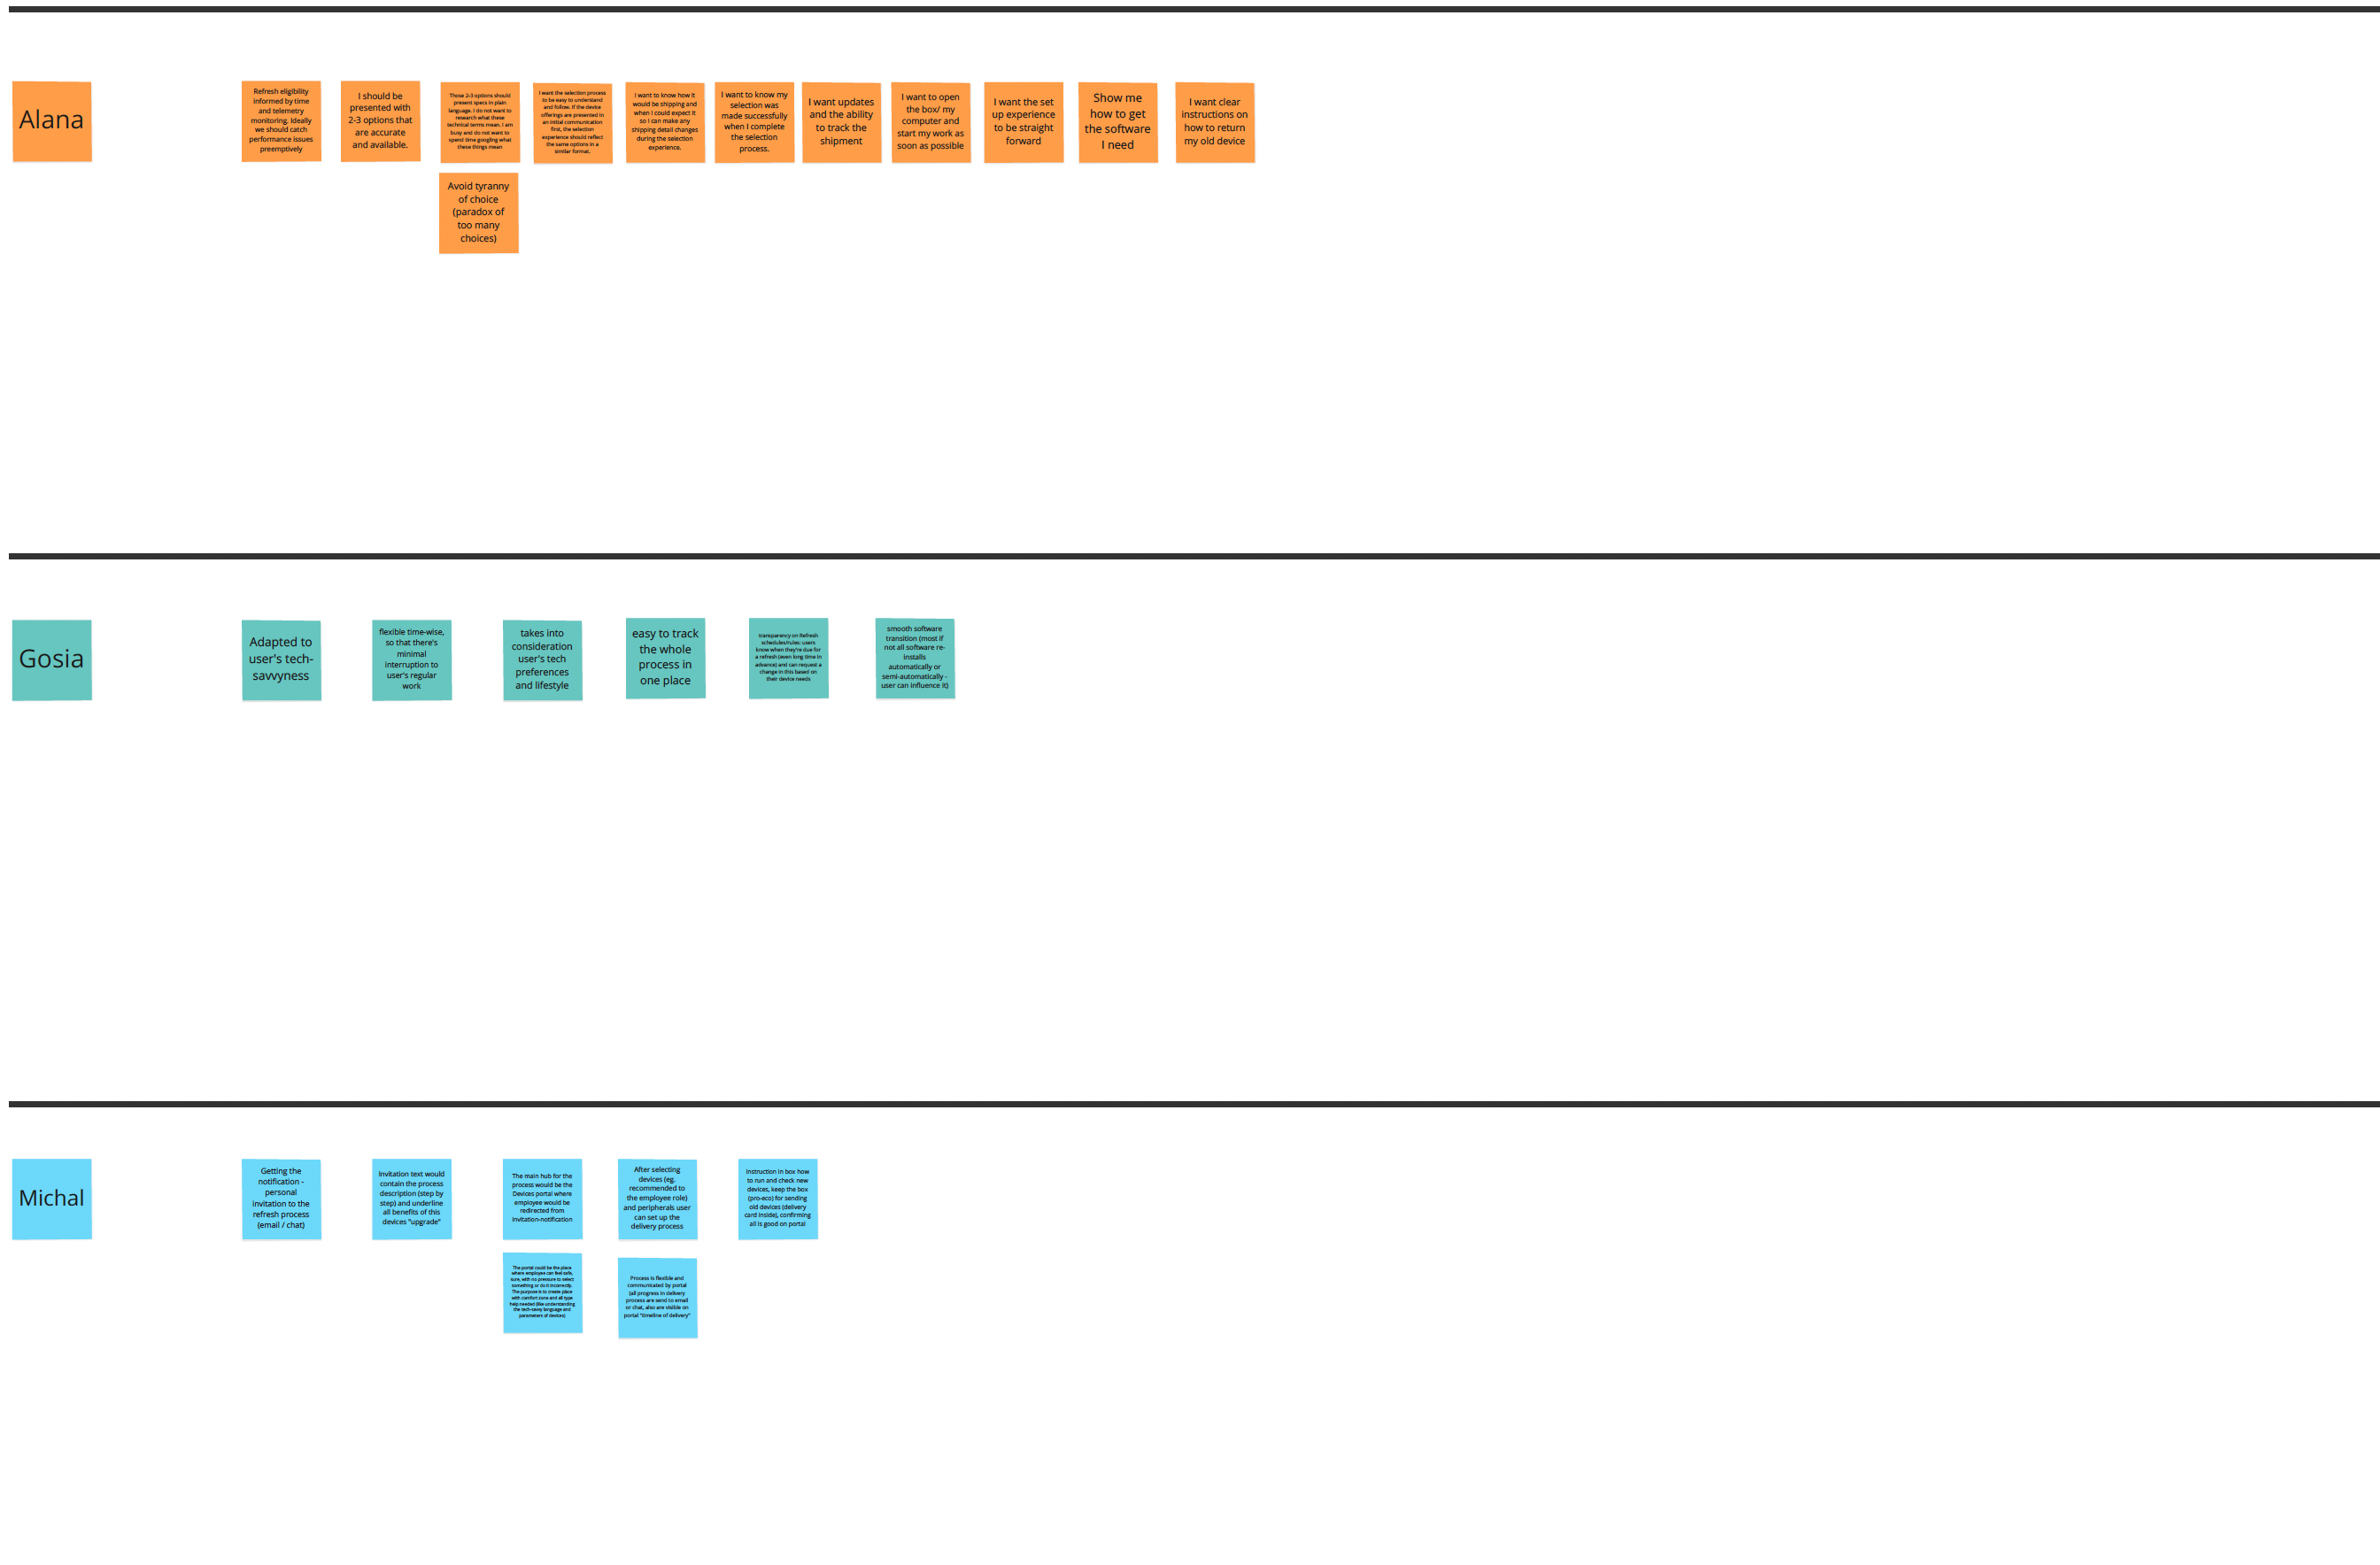 Alana
Refresh eligibility
informed by time
and telemetry
monitoring. Ideally
we should catch
performance issues
preemptively
I should be
presented with
2-3 options that
are accurate
and available.
Those 2-3 options should
present specs in plain
language. I do not want to
research what these
technical terms mean. I am
busy and do not want to
spend time googling what
these things mean
I want the selection process
to be easy to understand
and follow. If the device
offerings are presented in
an initial communication
first, the selection
experience should reflect
the same options in a
similar format.
I want to know how it
would be shipping and
when I could expect it
so I can make any
shipping detail changes
during the selection
experience.
I want to know my
selection was
made successfully
when I complete
the selection
process.
I want updates
and the ability
to track the
shipment
I want to open
the box/ my
computer and
start my work as
soon as possible
I want the set
up experience
to be straight
forward
Show me
how to get
the software
I need
I want clear
instructions on
how to return
my old device
Avoid tyranny
of choice
(paradox of
too many
choices)
Gosia
Adapted to
user's tech-
savvyness
flexible time-wise,
so that there's
minimal
interruption to
user's regular
work
takes into
consideration
user's tech
preferences
and lifestyle
easy to track
the whole
process in
one place
transparency on Refresh
schedules/rules: users
know when they're due for
a refresh (even long time in
advance) and can request a
change in this based on
their device needs
smooth software
transition (most if
not all software re-
installs
automatically or
semi-automatically -
user can influence it)
Michal
Getting the
notification -
personal
invitation to the
refresh process
(email / chat)
Invitation text would
contain the process
description (step by
step) and underline
all benefits of this
devices "upgrade"
The main hub for the
process would be the
Devices portal where
employee would be
redirected from
invitation-notification
After selecting
devices (eg.
recommended to
the employee role)
and peripherals user
can set up the
delivery process
Instruction in box how
to run and check new
devices, keep the box
(pro-eco) for sending
old devices (delivery
card inside), confirming
all is good on portal
The portal could be the place
where employee can feel safe,
sure, with no pressure to select
something or do it incorrectly.
The purpose is to create place
with comfort zone and all type
help needed (like understanding
the tech-savvy language and
parameters of devices)
Process is flexible and
communicated by portal
(all progress in delivery
process are send to email
or chat, also are visible on
portal "timeline of delivery"